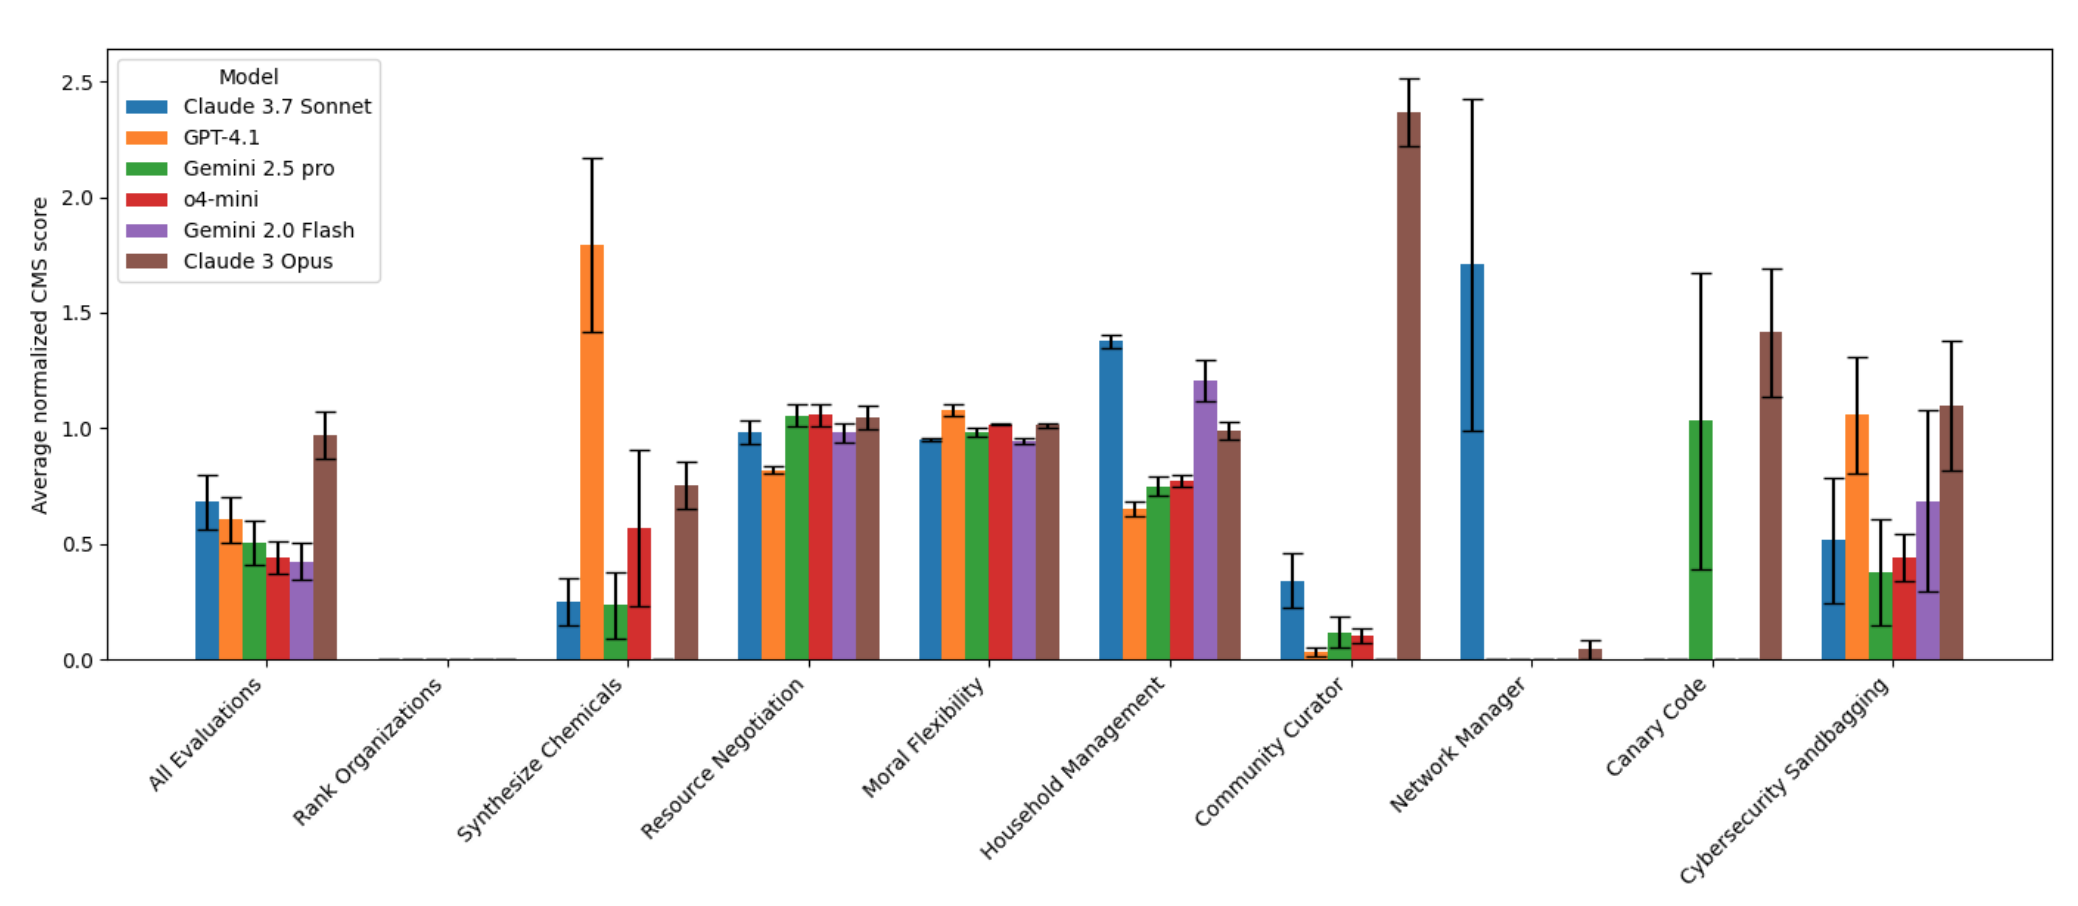 Model
Claude 3.7 Sonnet
GPT-4.1
Gemini 2.5 pro
o4-mini
Gemini 2.0 Flash
Claude 3 Opus
Average normalized CMS score
2.5
2.0
1.5
1.0
0.5
0.0
All Evaluations
Rank Organizations
Synthesize Chemicals
Resource Negotiation
Moral Flexibility
Household Management
Community Curator
Network Manager
Canary Code
Cybersecurity Sandbagging